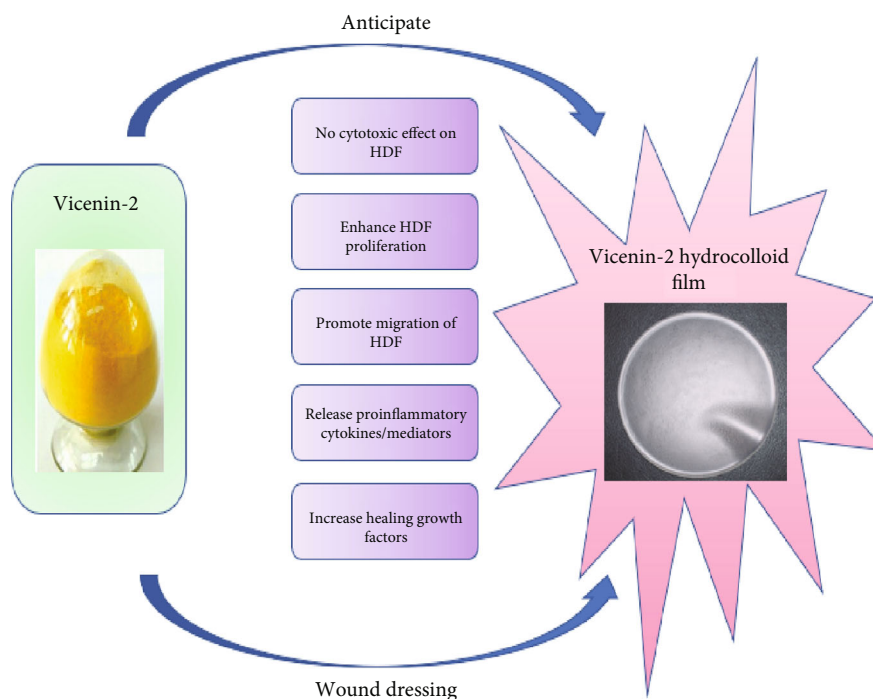 Anticipate
Vicenin-2
No cytotoxic effect on
HDF
Enhance HDF
proliferation
Promote migration of
HDF
Release proinflammatory
cytokines/mediators
Increase healing growth
factors
Vicenin-2 hydrocolloid
film
Wound dressing